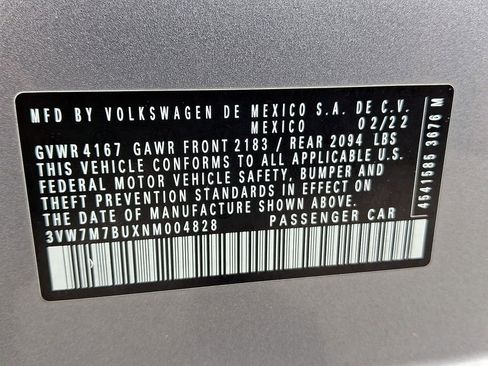 MFD BY VOLKSWAGEN DE MEXICO S.A. DE C.V.
MEXICO 02/22
GVWR 4167 GAWR FRONT 2183 / REAR 2094 LBS
THIS VEHICLE CONFORMS TO ALL APPLICABLE U.S.
FEDERAL MOTOR VEHICLE SAFETY, BUMPER AND
THEFT PREVENTION STANDARDS IN EFFECT ON
THE DATE OF MANUFACTURE SHOWN ABOVE.
3VW7M7BUXNM004828 PASSENGER CAR
3676 M